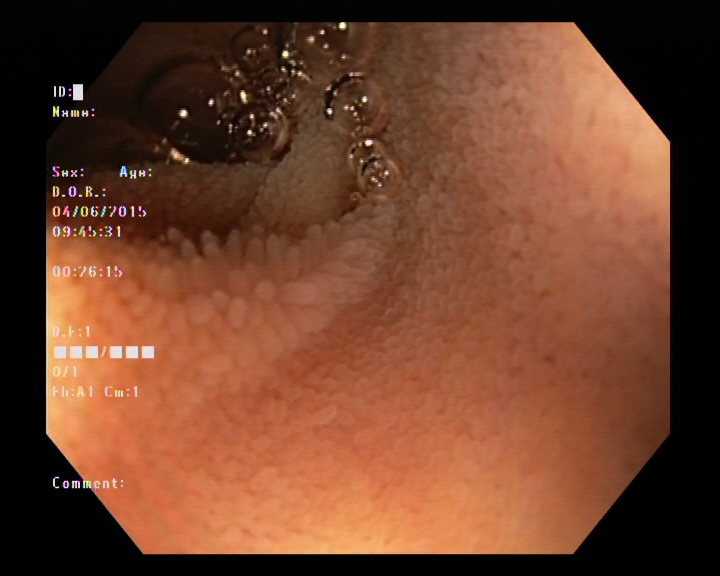 ID:
Name:
Sex: Age:
D.O.B.:
04/06/2015
09:45:31
00:26:15
D.F:1
■■■/■■■
0/1
Eh:A1 Cm:1
Comment: